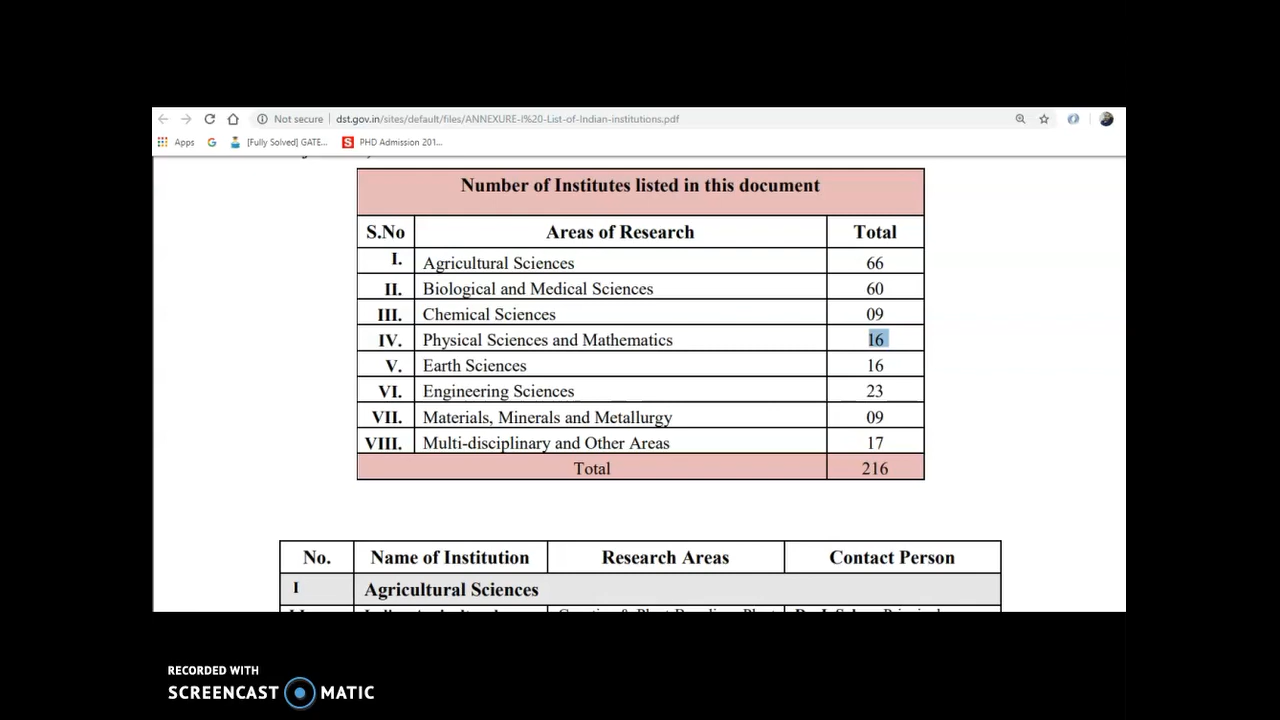 Not secure dst.gov.in/sites/default/files/ANNEXURE-I%20-List-of-Indian-institutions.pdf
Apps [Fully Solved] GATE... PHD Admission 201...
Number of Institutes listed in this document
S.No Areas of Research Total
I. Agricultural Sciences 66
II. Biological and Medical Sciences 60
III. Chemical Sciences 09
IV. Physical Sciences and Mathematics 16
V. Earth Sciences 16
VI. Engineering Sciences 23
VII. Materials, Minerals and Metallurgy 09
VIII. Multi-disciplinary and Other Areas 17
Total 216
No. Name of Institution Research Areas Contact Person
I Agricultural Sciences
RECORDED WITH
SCREENCAST MATIC